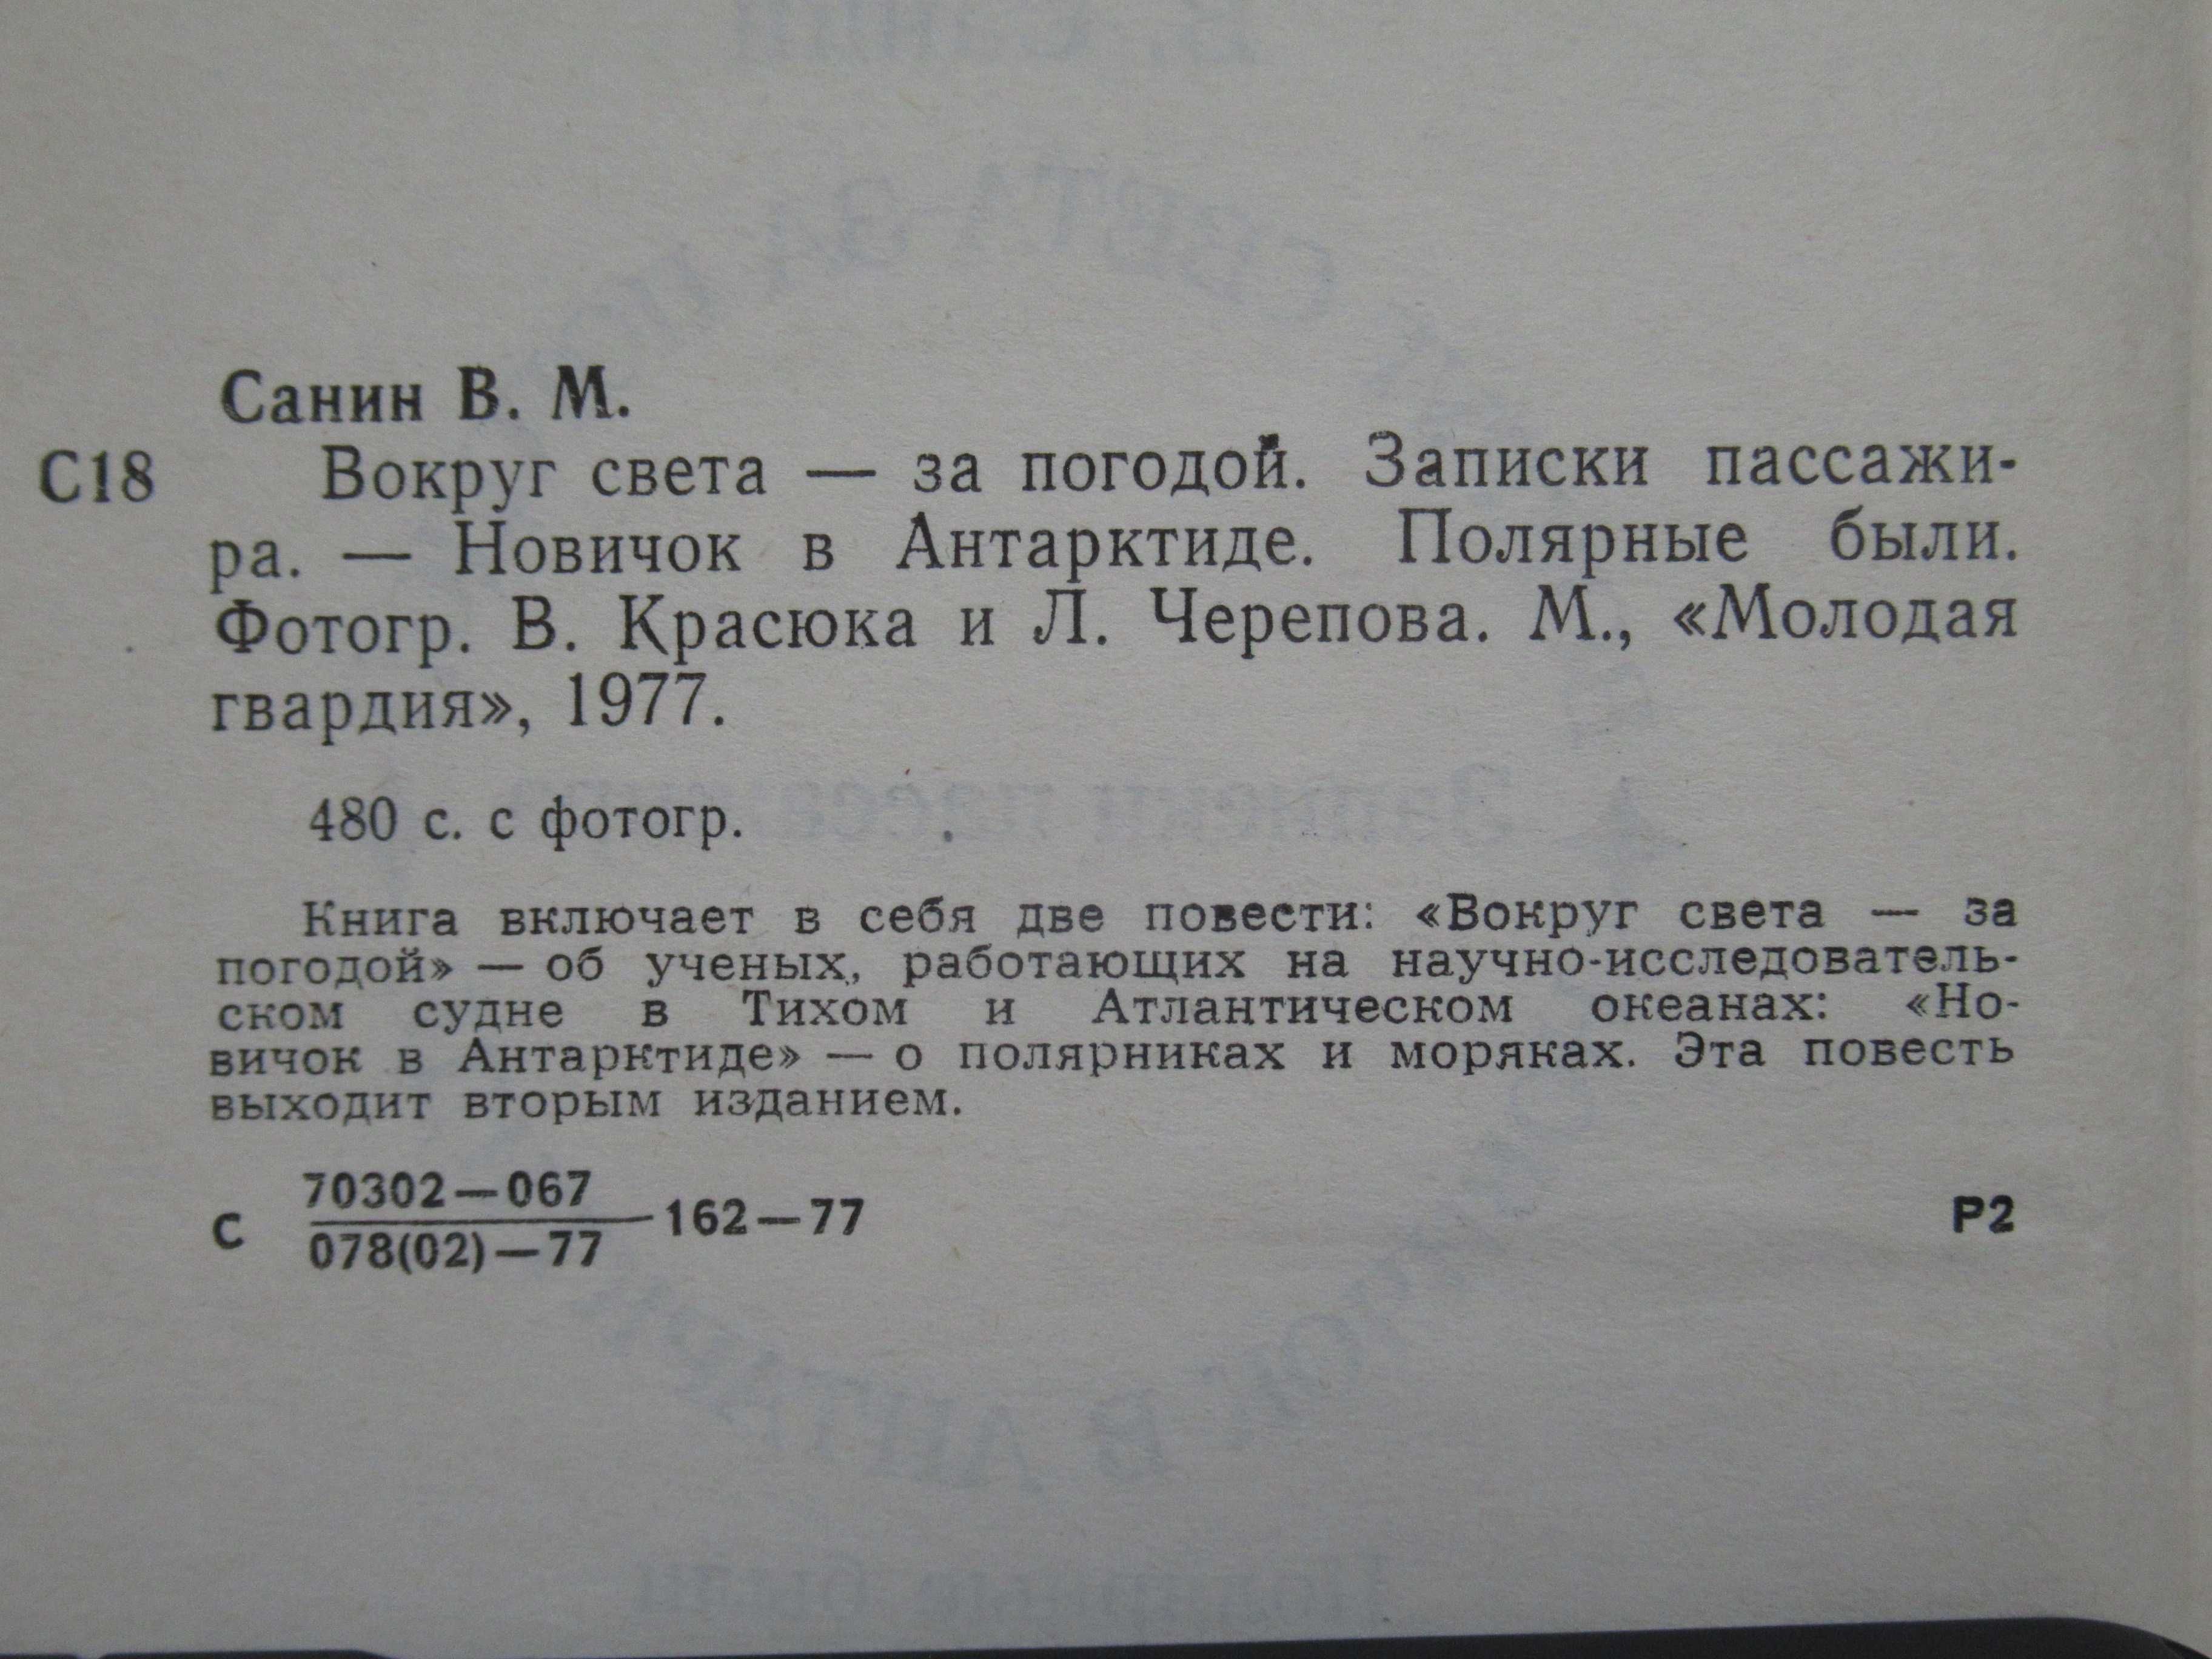 Санин В. М.
С18 Вокруг света — за погодой. Записки пассажи-
ра. — Новичок в Антарктиде. Полярные были.
Фотогр. В. Красюка и Л. Черепова. М., «Молодая
гвардия», 1977.
480 с. с фотогр.
Книга включает в себя две повести: «Вокруг света — за
погодой» — об ученых, работающих на научно-исследователь-
ском судне в Тихом и Атлантическом океанах: «Но-
вичок в Антарктиде» — о полярниках и моряках. Эта повесть
выходит вторым изданием.
70302—067
С 162—77 Р2
078(02)—77